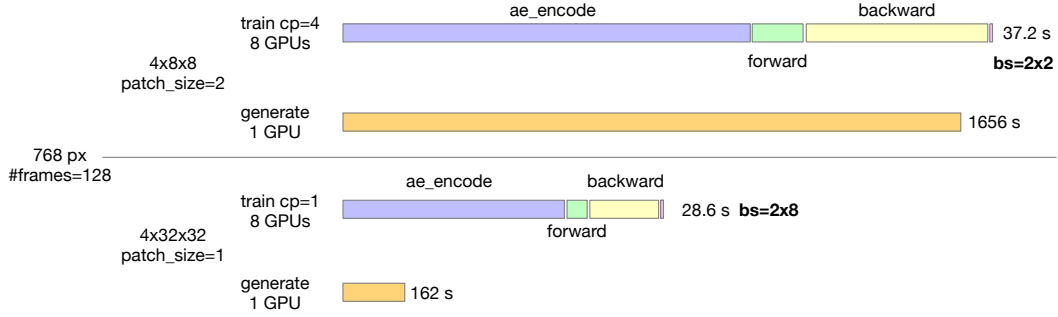 ae_encode
backward
train cp=4
8 GPUs
37.2 s
forward
bs=2x2
4x8x8
patch_size=2
generate
1 GPU
1656 s
768 px
#frames=128
ae_encode
backward
train cp=1
8 GPUs
28.6 s bs=2x8
forward
4x32x32
patch_size=1
generate
1 GPU
162 s